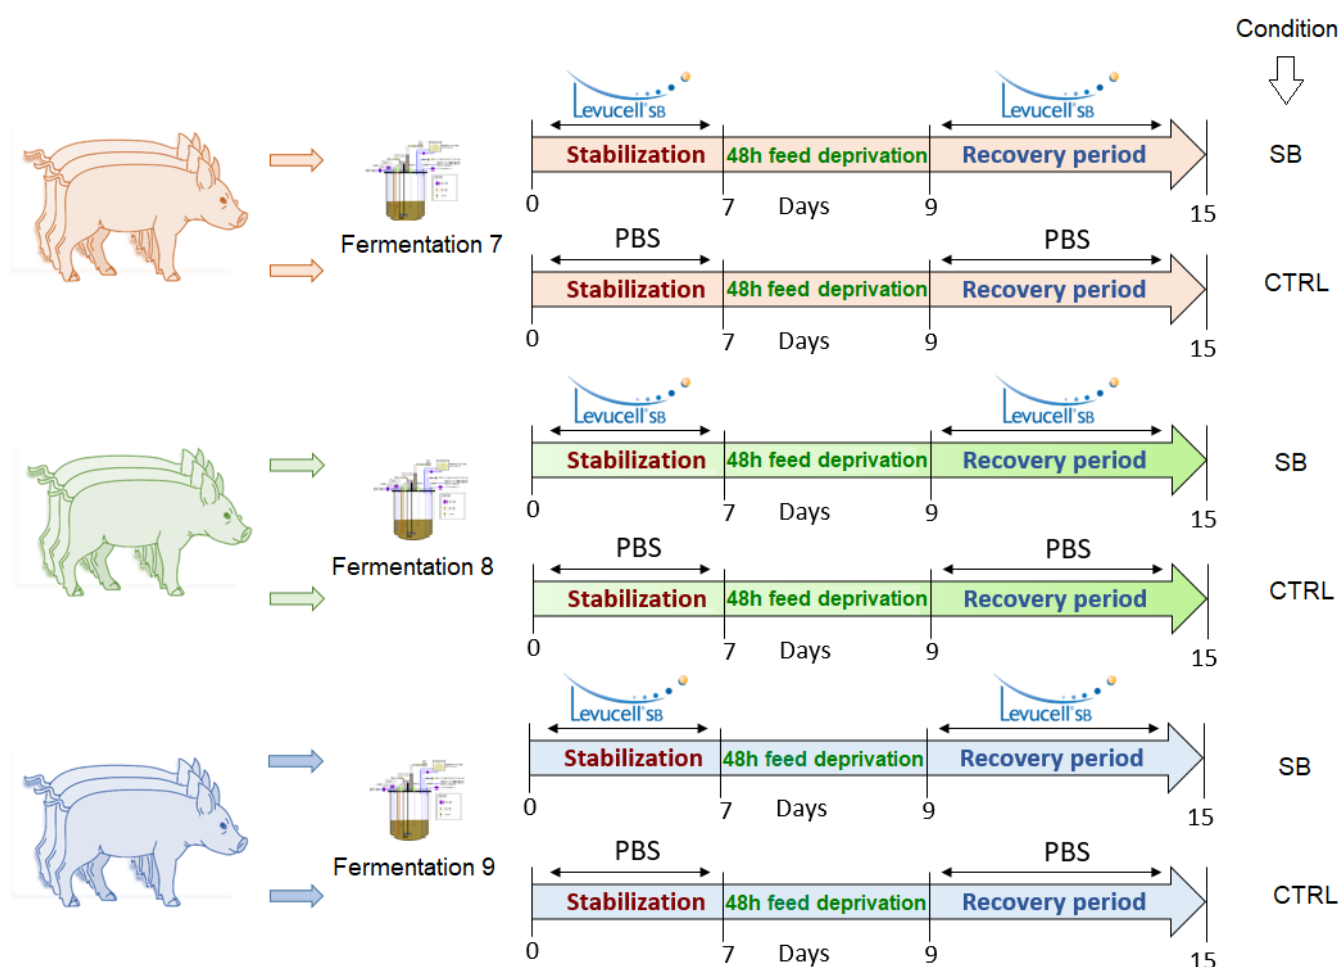 Condition
Levucell®SB
Levucell®SB
Stabilization
48h feed deprivation
Recovery period
SB
0
7
Days
9
15
Fermentation 7
PBS
PBS
Stabilization
48h feed deprivation
Recovery period
CTRL
0
7
Days
9
15
Levucell®SB
Levucell®SB
Stabilization
48h feed deprivation
Recovery period
SB
0
7
Days
9
15
Fermentation 8
PBS
PBS
Stabilization
48h feed deprivation
Recovery period
CTRL
0
7
Days
9
15
Levucell®SB
Levucell®SB
Stabilization
48h feed deprivation
Recovery period
SB
0
7
Days
9
15
Fermentation 9
PBS
PBS
Stabilization
48h feed deprivation
Recovery period
CTRL
0
7
Days
9
15